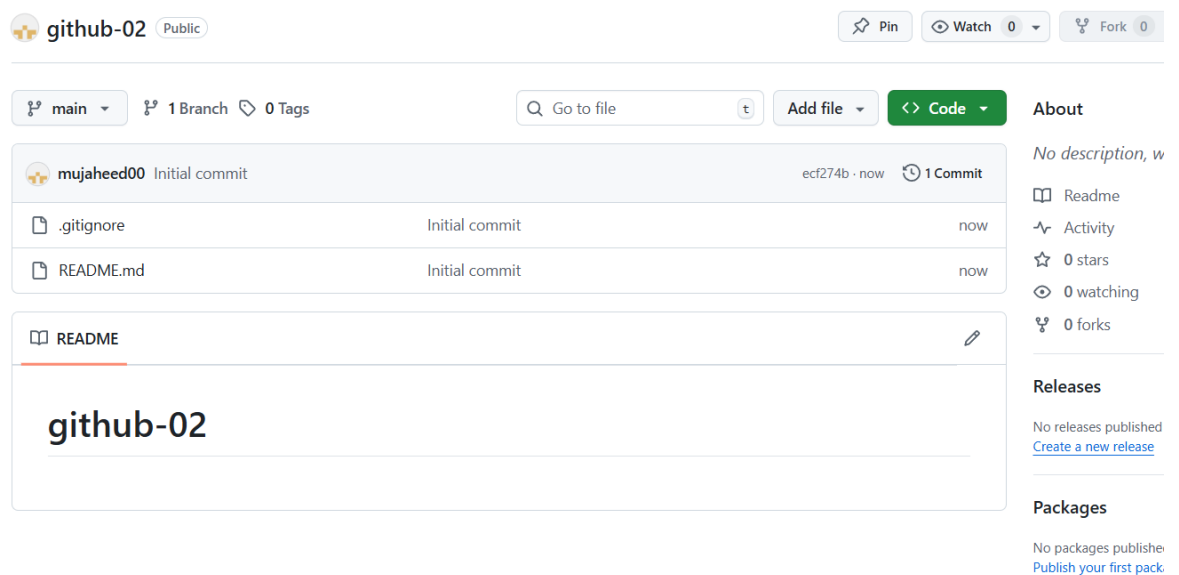 github-02 Public Pin Watch 0 Fork 0
main 1 Branch 0 Tags Go to file t Add file Code
mujaheed00 Initial commit ecf274b · now 1 Commit
.gitignore Initial commit now
README.md Initial commit now
README
github-02
About
No description, w
Readme
Activity
0 stars
0 watching
0 forks
Releases
No releases published
Create a new release
Packages
No packages publishe
Publish your first pack